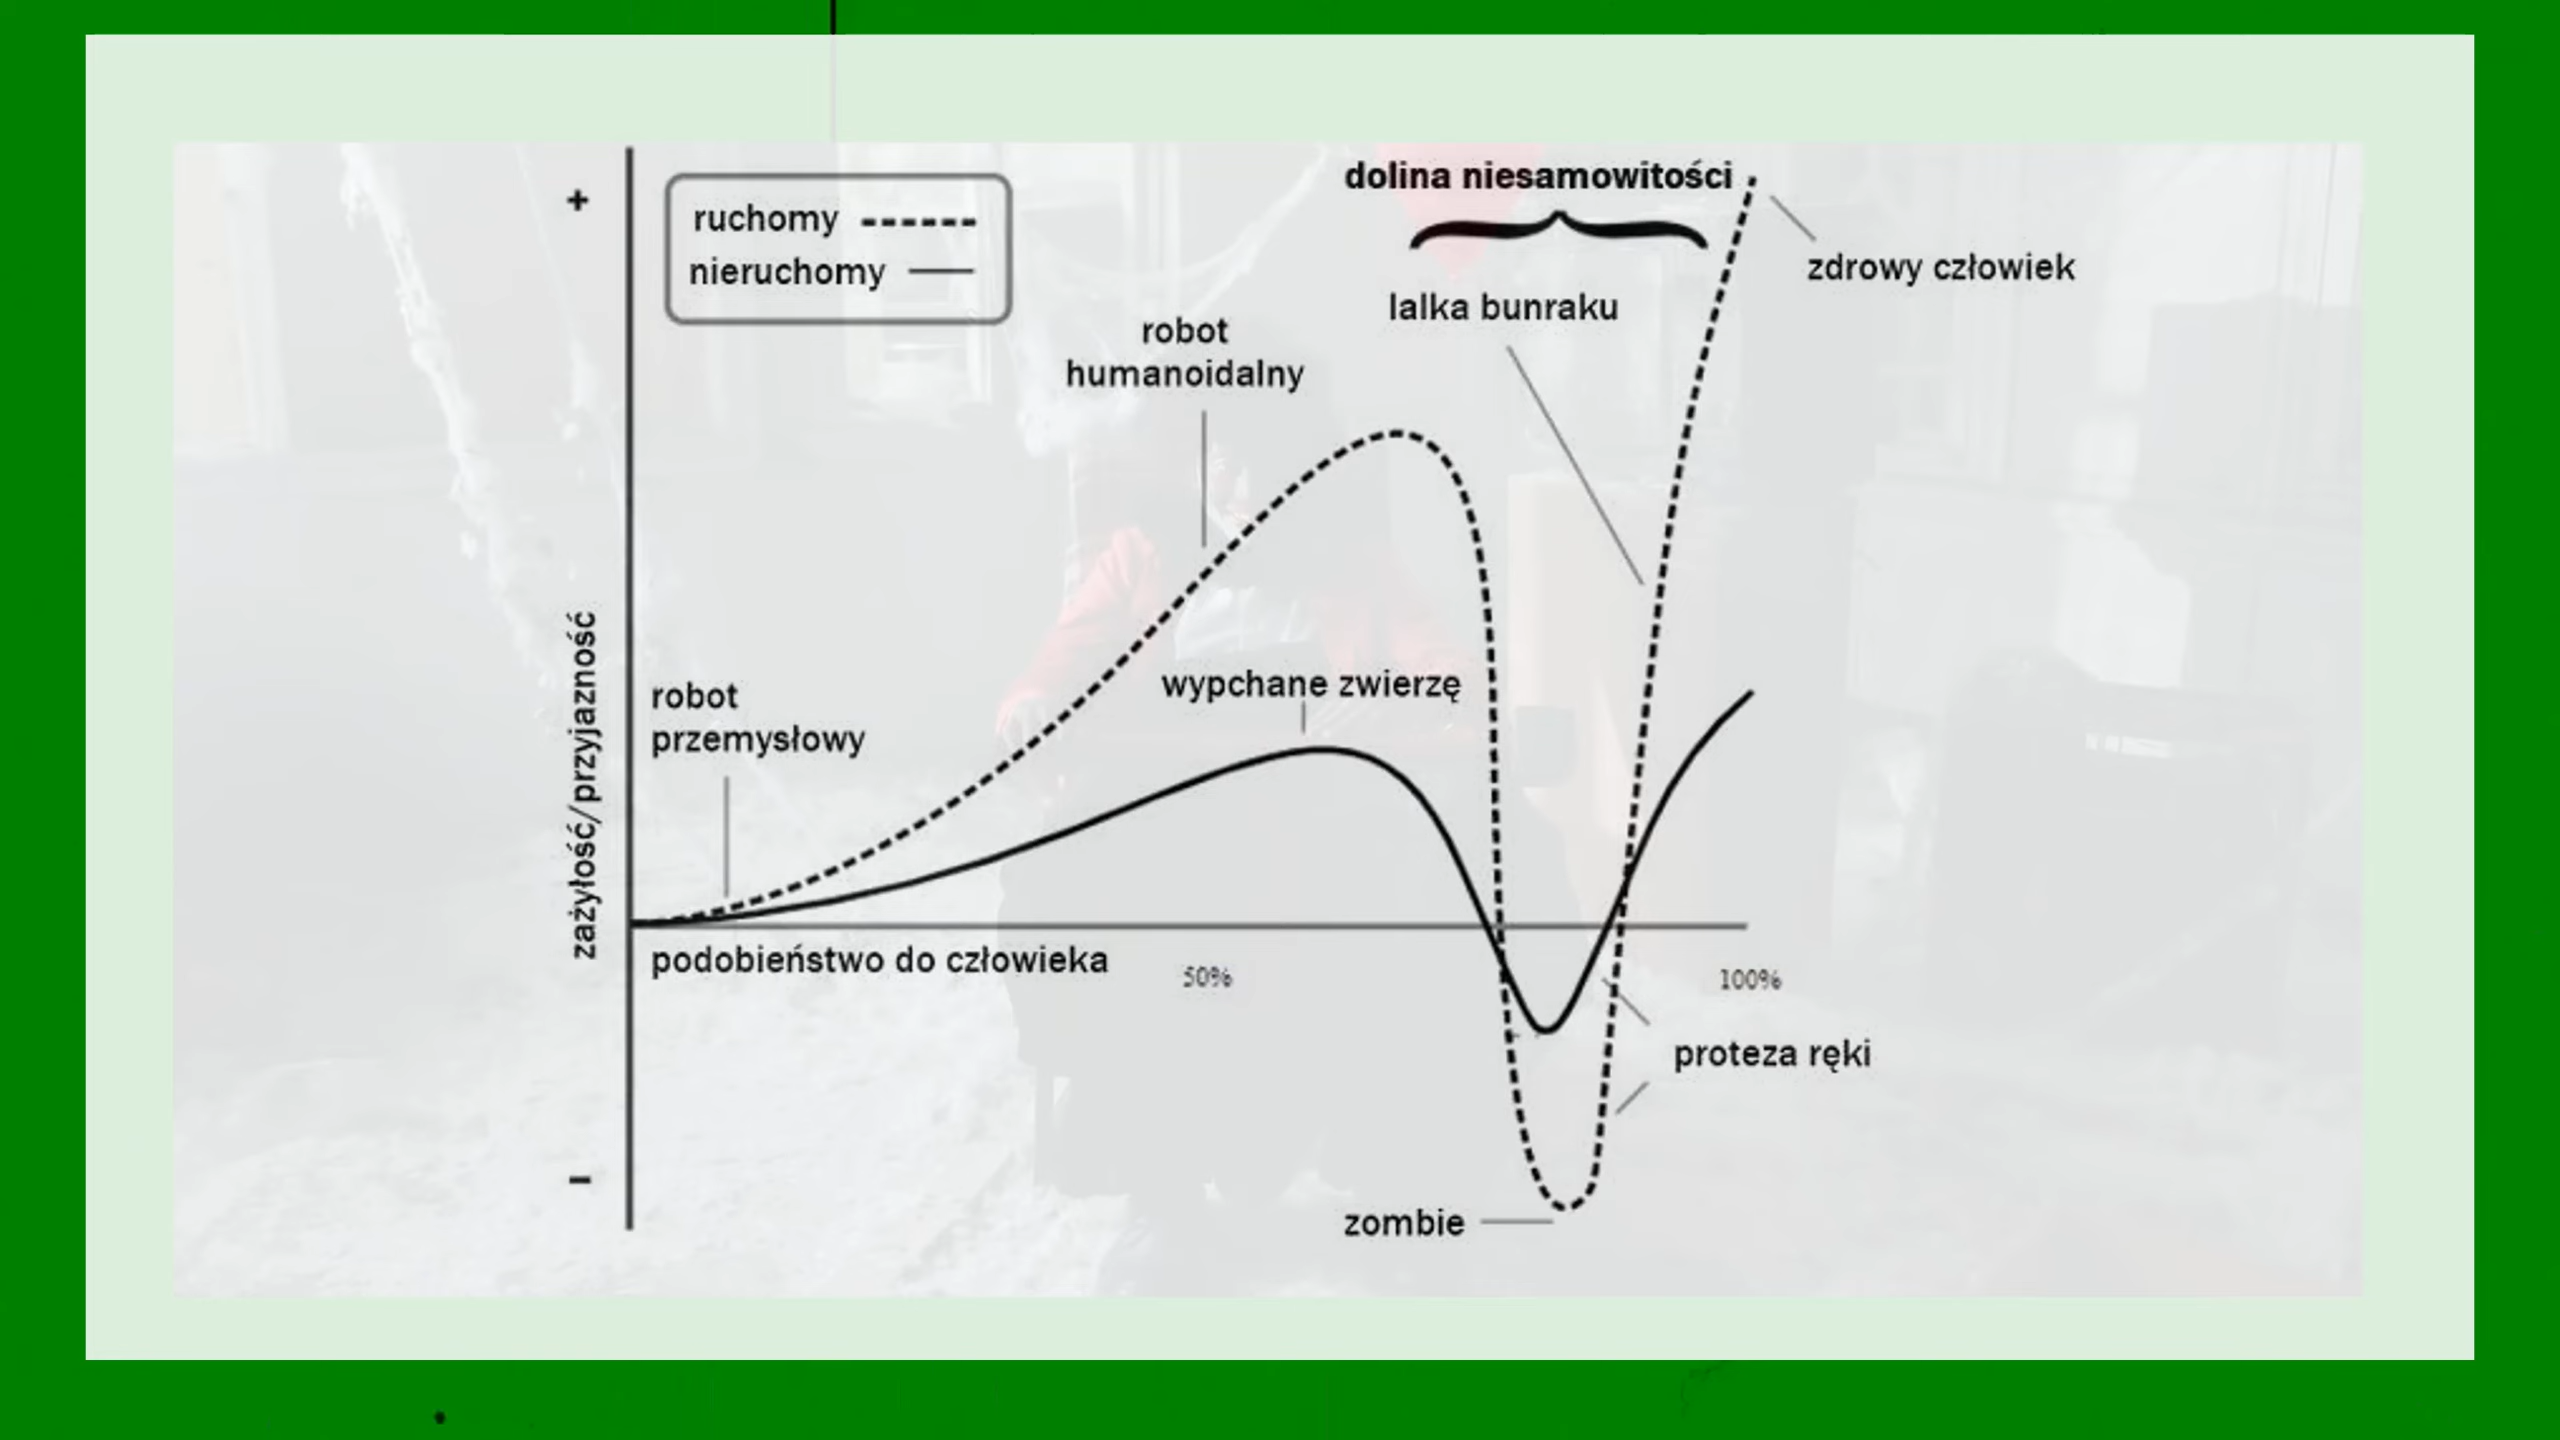 +
ruchomy
nieruchomy
dolina niesamowitości
zdrowy człowiek
lalka bunraku
robot
humanoidalny
wypchane zwierzę
robot
przemysłowy
zażyłość/przyjazność
podobieństwo do człowieka
50%
100%
proteza ręki
−
zombie